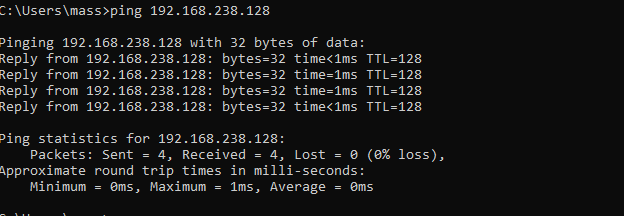 C:\Users\mass>ping 192.168.238.128
Pinging 192.168.238.128 with 32 bytes of data:
Reply from 192.168.238.128: bytes=32 time<1ms TTL=128
Reply from 192.168.238.128: bytes=32 time=1ms TTL=128
Reply from 192.168.238.128: bytes=32 time=1ms TTL=128
Reply from 192.168.238.128: bytes=32 time<1ms TTL=128
Ping statistics for 192.168.238.128:
    Packets: Sent = 4, Received = 4, Lost = 0 (0% loss),
Approximate round trip times in milli-seconds:
    Minimum = 0ms, Maximum = 1ms, Average = 0ms